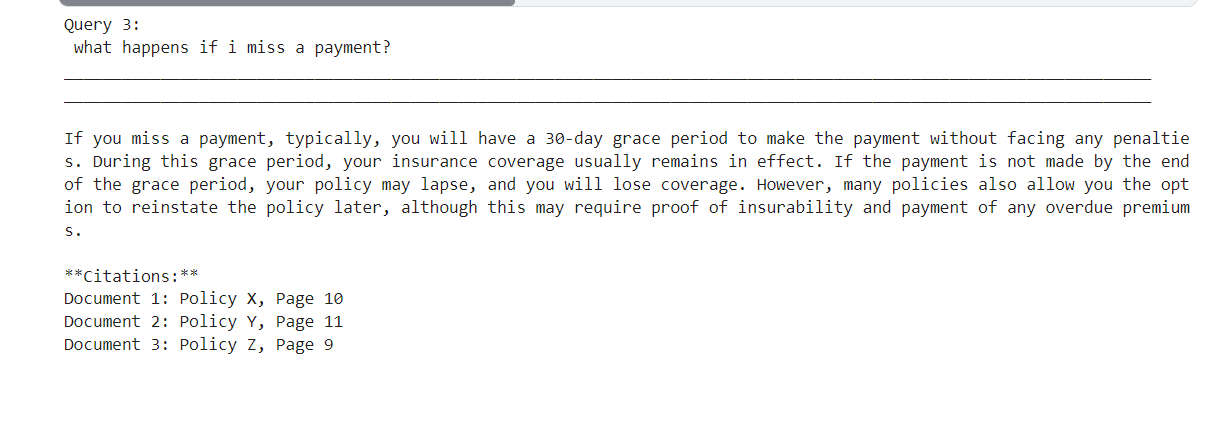 Query 3:
what happens if i miss a payment?
If you miss a payment, typically, you will have a 30-day grace period to make the payment without facing any penaltie
s. During this grace period, your insurance coverage usually remains in effect. If the payment is not made by the end
of the grace period, your policy may lapse, and you will lose coverage. However, many policies also allow you the opt
ion to reinstate the policy later, although this may require proof of insurability and payment of any overdue premium
s.
**Citations:**
Document 1: Policy X, Page 10
Document 2: Policy Y, Page 11
Document 3: Policy Z, Page 9